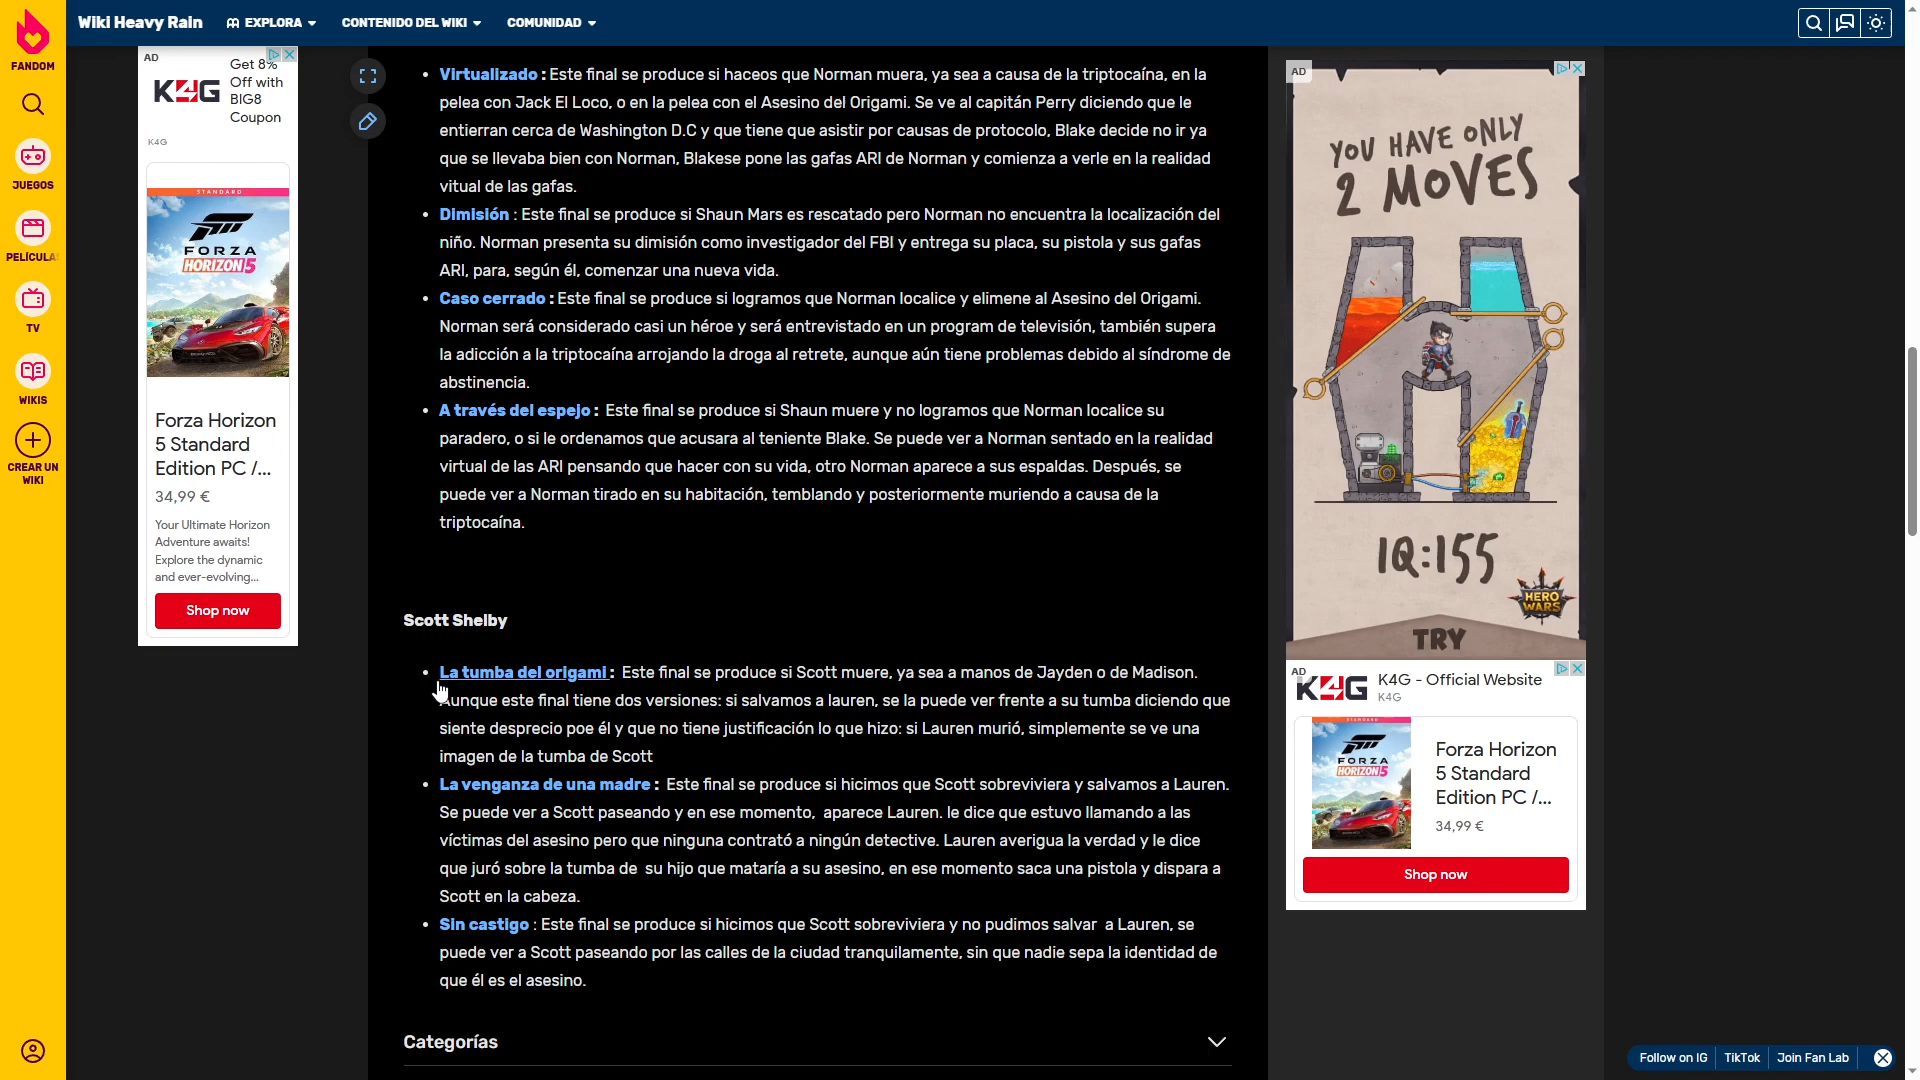 Wiki Heavy Rain
EXPLORA
CONTENIDO DEL WIKI
COMUNIDAD
FANDOM
JUEGOS
PELÍCULA
TV
WIKIS
CREAR UN
WIKI
AD
Get 8%
Off with
BIG8
Coupon
K4G
K4G
STANDARD
FORZA
HORIZON 5
Forza Horizon
5 Standard
Edition PC /...
34,99 €
Your Ultimate Horizon
Adventure awaits!
Explore the dynamic
and ever-evolving...
Shop now
Virtualizado : Este final se produce si haceos que Norman muera, ya sea a causa de la triptocaína, en la
pelea con Jack El Loco, o en la pelea con el Asesino del Origami. Se ve al capitán Perry diciendo que le
entierran cerca de Washington D.C y que tiene que asistir por causas de protocolo, Blake decide no ir ya
que se llevaba bien con Norman, Blakese pone las gafas ARI de Norman y comienza a verle en la realidad
vitual de las gafas.
Dimisión : Este final se produce si Shaun Mars es rescatado pero Norman no encuentra la localización del
niño. Norman presenta su dimisión como investigador del FBI y entrega su placa, su pistola y sus gafas
ARI, para, según él, comenzar una nueva vida.
Caso cerrado : Este final se produce si logramos que Norman localice y elimene al Asesino del Origami.
Norman será considerado casi un héroe y será entrevistado en un program de televisión, también supera
la adicción a la triptocaína arrojando la droga al retrete, aunque aún tiene problemas debido al síndrome de
abstinencia.
A través del espejo : Este final se produce si Shaun muere y no logramos que Norman localice su
paradero, o si le ordenamos que acusara al teniente Blake. Se puede ver a Norman sentado en la realidad
virtual de las ARI pensando que hacer con su vida, otro Norman aparece a sus espaldas. Después, se
puede ver a Norman tirado en su habitación, temblando y posteriormente muriendo a causa de la
triptocaína.
Scott Shelby
La tumba del origami : Este final se produce si Scott muere, ya sea a manos de Jayden o de Madison.
Aunque este final tiene dos versiones: si salvamos a lauren, se la puede ver frente a su tumba diciendo que
siente desprecio poe él y que no tiene justificación lo que hizo: si Lauren murió, simplemente se ve una
imagen de la tumba de Scott
La venganza de una madre : Este final se produce si hicimos que Scott sobreviviera y salvamos a Lauren.
Se puede ver a Scott paseando y en ese momento, aparece Lauren. le dice que estuvo llamando a las
víctimas del asesino pero que ninguna contrató a ningún detective. Lauren averigua la verdad y le dice
que juró sobre la tumba de su hijo que mataría a su asesino, en ese momento saca una pistola y dispara a
Scott en la cabeza.
Sin castigo : Este final se produce si hicimos que Scott sobreviviera y no pudimos salvar a Lauren, se
puede ver a Scott paseando por las calles de la ciudad tranquilamente, sin que nadie sepa la identidad de
que él es el asesino.
Categorías
AD
YOU HAVE ONLY
2 MOVES
IQ:155
HERO
WARS
TRY
AD
K4G
K4G - Official Website
K4G
STANDARD
FORZA
HORIZON 5
Forza Horizon
5 Standard
Edition PC /...
34,99 €
Shop now
Follow on IG
TikTok
Join Fan Lab